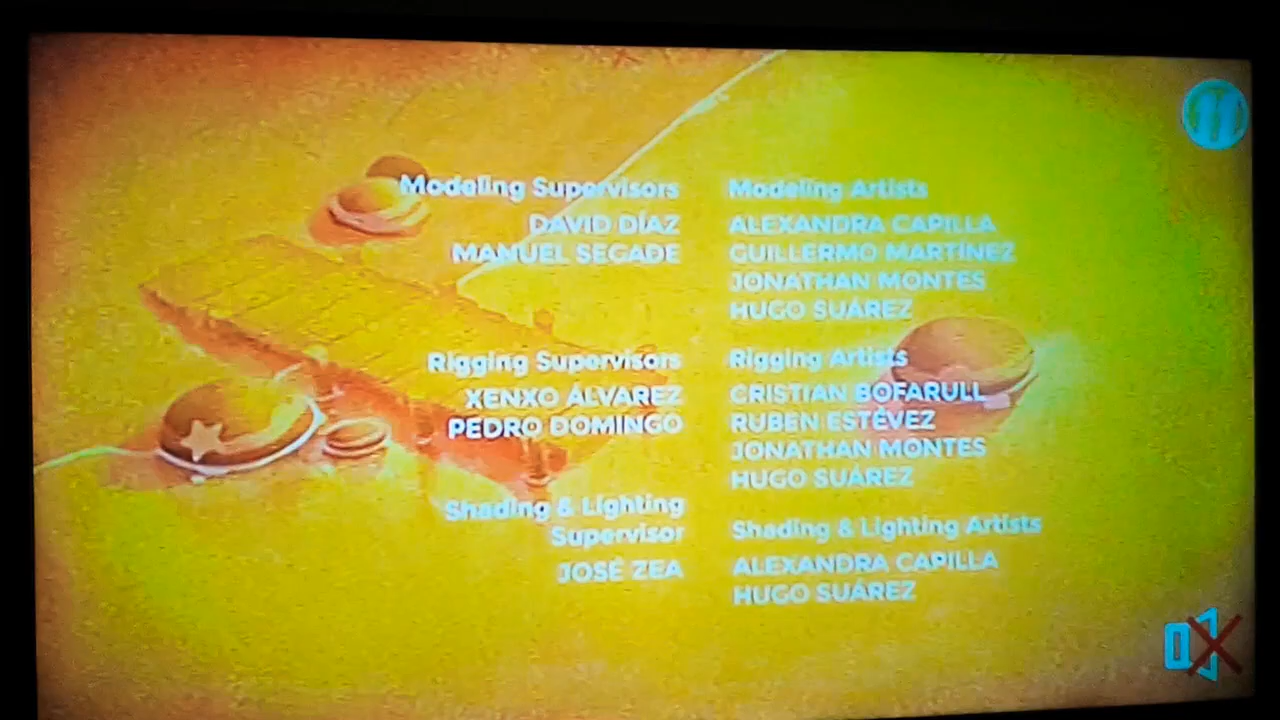 Modeling Supervisors
DAVID DÍAZ
MANUEL SEGADE
Modeling Artists
ALEXANDRA CAPILLA
GUILLERMO MARTÍNEZ
JONATHAN MONTES
HUGO SUÁREZ
Rigging Supervisors
XENXO ÁLVAREZ
PEDRO DOMINGO
Rigging Artists
CRISTIAN BOFARULL
RUBEN ESTÉVEZ
JONATHAN MONTES
HUGO SUÁREZ
Shading & Lighting
Supervisor
JOSÉ ZEA
Shading & Lighting Artists
ALEXANDRA CAPILLA
HUGO SUÁREZ